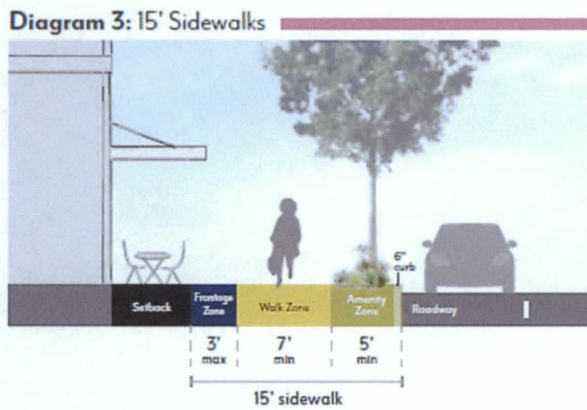 Diagram 3: 15' Sidewalks
6"
curb
Setback
Frontage
Zone
Walk Zone
Amenity
Zone
Roadway
3'
max
7'
min
5'
min
15' sidewalk